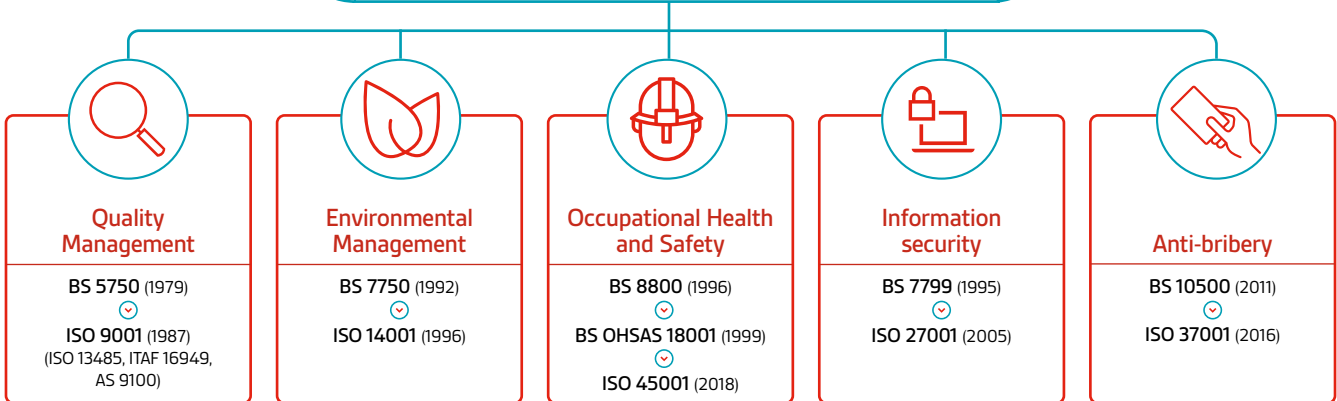 Quality
Management
BS 5750 (1979)
ISO 9001 (1987)
(ISO 13485, ITAF 16949,
AS 9100)
Environmental
Management
BS 7750 (1992)
ISO 14001 (1996)
Occupational Health
and Safety
BS 8800 (1996)
BS OHSAS 18001 (1999)
ISO 45001 (2018)
Information
security
BS 7799 (1995)
ISO 27001 (2005)
Anti-bribery
BS 10500 (2011)
ISO 37001 (2016)